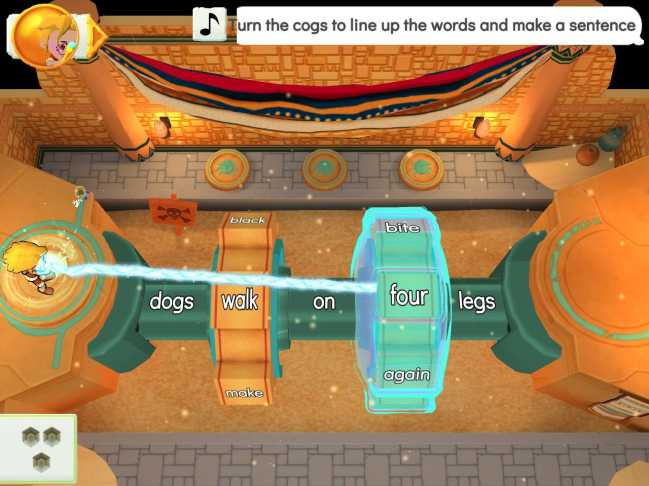 Turn the cogs to line up the words and make a sentence
black
bite
dogs walk on four legs
again
make